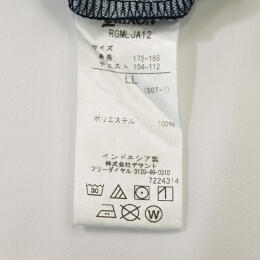 RGMLJA12
サイズ
身長 175-185
チェスト 104-112
LL
(SGT-1)
ポリエステル 100%
インドネシア製
株式会社デサント
フリーダイヤル 0120-46-0310
7224314
30
W